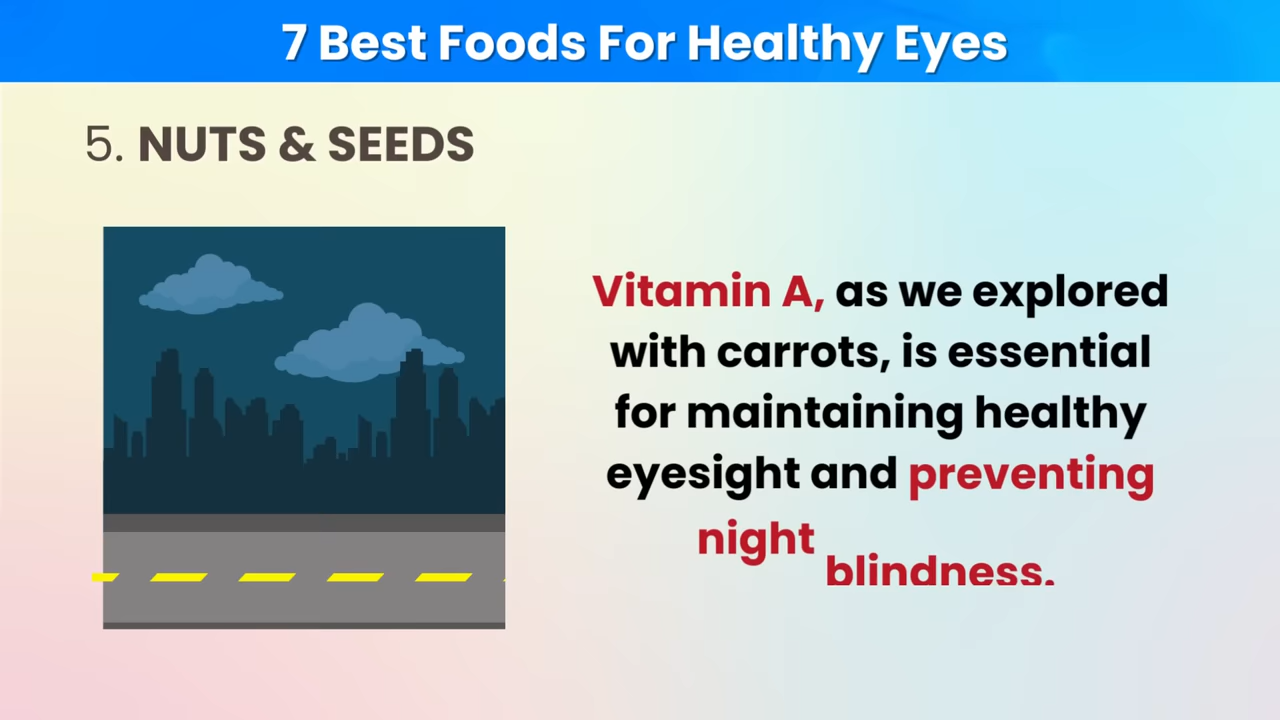 7 Best Foods For Healthy Eyes
5. NUTS & SEEDS
Vitamin A, as we explored
with carrots, is essential
for maintaining healthy
eyesight and preventing
night blindness.